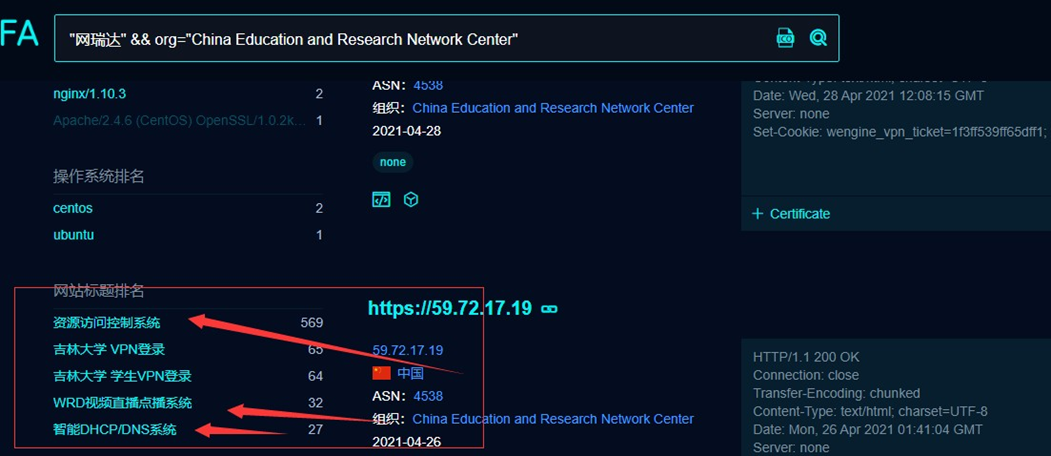 FA
"网瑞达" && org="China Education and Research Network Center"
ICO
nginx/1.10.3 2
Apache/2.4.6 (CentOS) OpenSSL/1.0.2k... 1
操作系统排名
centos 2
ubuntu 1
网站标题排名
资源访问控制系统 569
吉林大学 VPN登录 65
吉林大学 学生VPN登录 64
WRD视频直播点播系统 32
智能DHCP/DNS系统 27
ASN: 4538
组织: China Education and Research Network Center
2021-04-28
none
https://59.72.17.19
59.72.17.19
中国
ASN: 4538
组织: China Education and Research Network Center
2021-04-26
Content-Type: text/html; charset=UTF-8
Date: Wed, 28 Apr 2021 12:08:15 GMT
Server: none
Set-Cookie: wengine_vpn_ticket=1f3ff539ff65dff1;
+ Certificate
HTTP/1.1 200 OK
Connection: close
Transfer-Encoding: chunked
Content-Type: text/html; charset=UTF-8
Date: Mon, 26 Apr 2021 01:41:04 GMT
Server: none